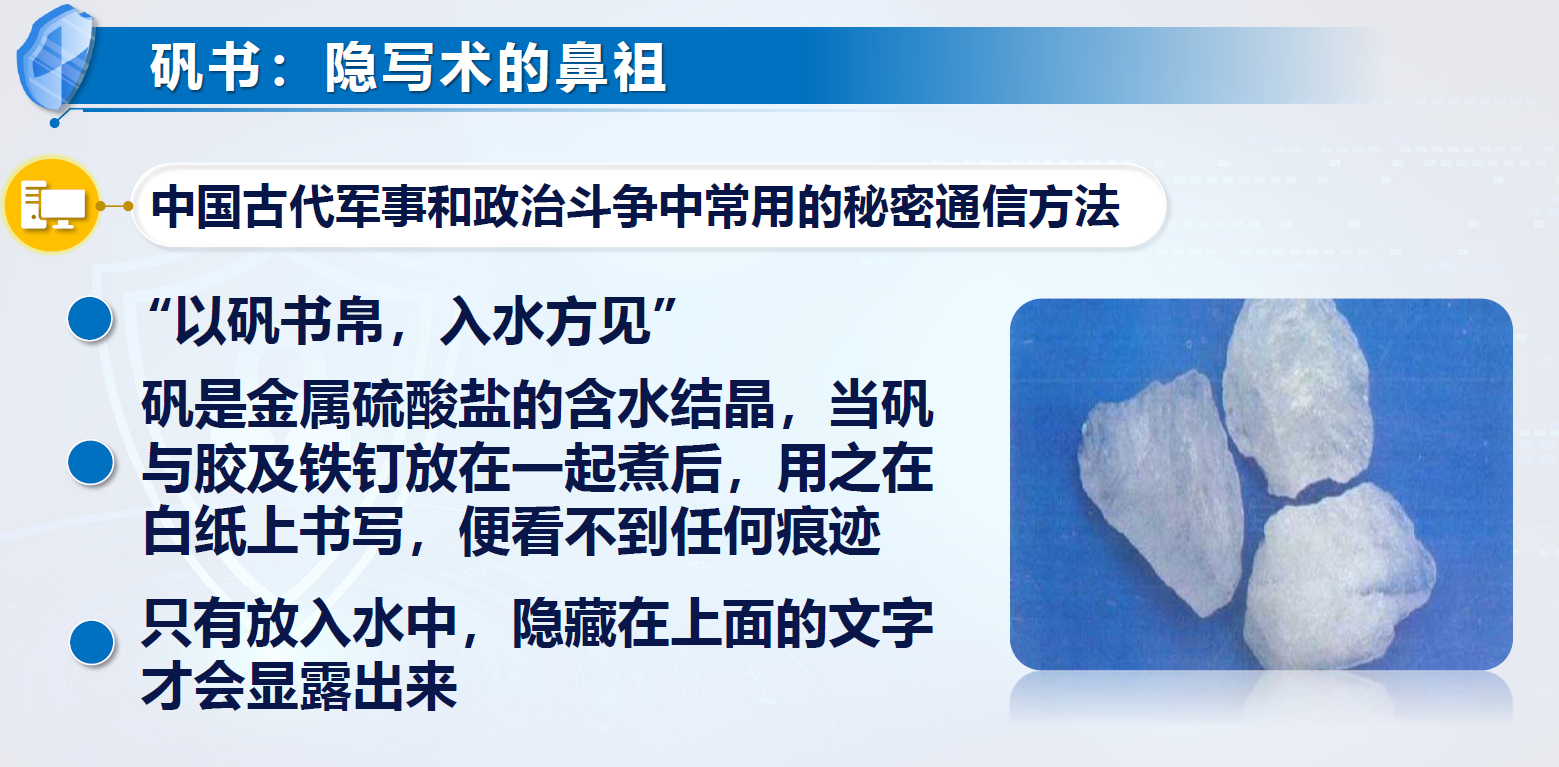 矾书：隐写术的鼻祖
中国古代军事和政治斗争中常用的秘密通信方法
“以矾书帛，入水方见”
矾是金属硫酸盐的含水结晶，当矾
与胶及铁钉放在一起煮后，用之在
白纸上书写，便看不到任何痕迹
只有放入水中，隐藏在上面的文字
才会显露出来